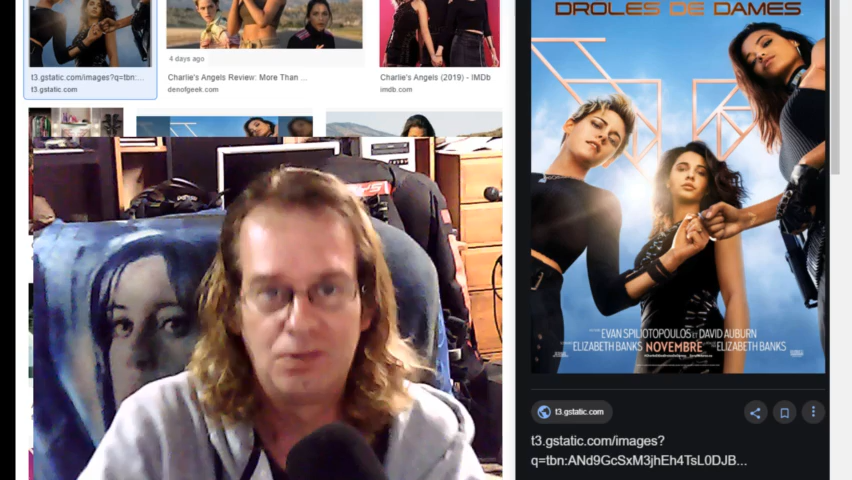 t3.gstatic.com/images?q=tbn:...
t3.gstatic.com
4 days ago
Charlie's Angels Review: More Than ...
denofgeek.com
Charlie's Angels (2019) - IMDb
imdb.com
DROLES DE DAMES
EVAN SPILIOTOPOULOS ET DAVID AUBURN
ELIZABETH BANKS NOVEMBRE ELIZABETH BANKS
t3.gstatic.com
t3.gstatic.com/images?
q=tbn:ANd9GcSxM3jhEh4TsL0DJB...